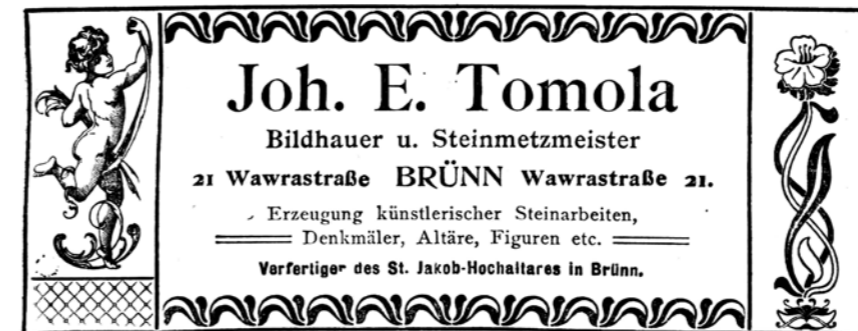 Joh. E. Tomola
Bildhauer u. Steinmetzmeister
21 Wawrastraße BRÜNN Wawrastraße 21.
Erzeugung künstlerischer Steinarbeiten,
Denkmäler, Altäre, Figuren etc.
Verfertiger des St. Jakob-Hochaltares in Brünn.